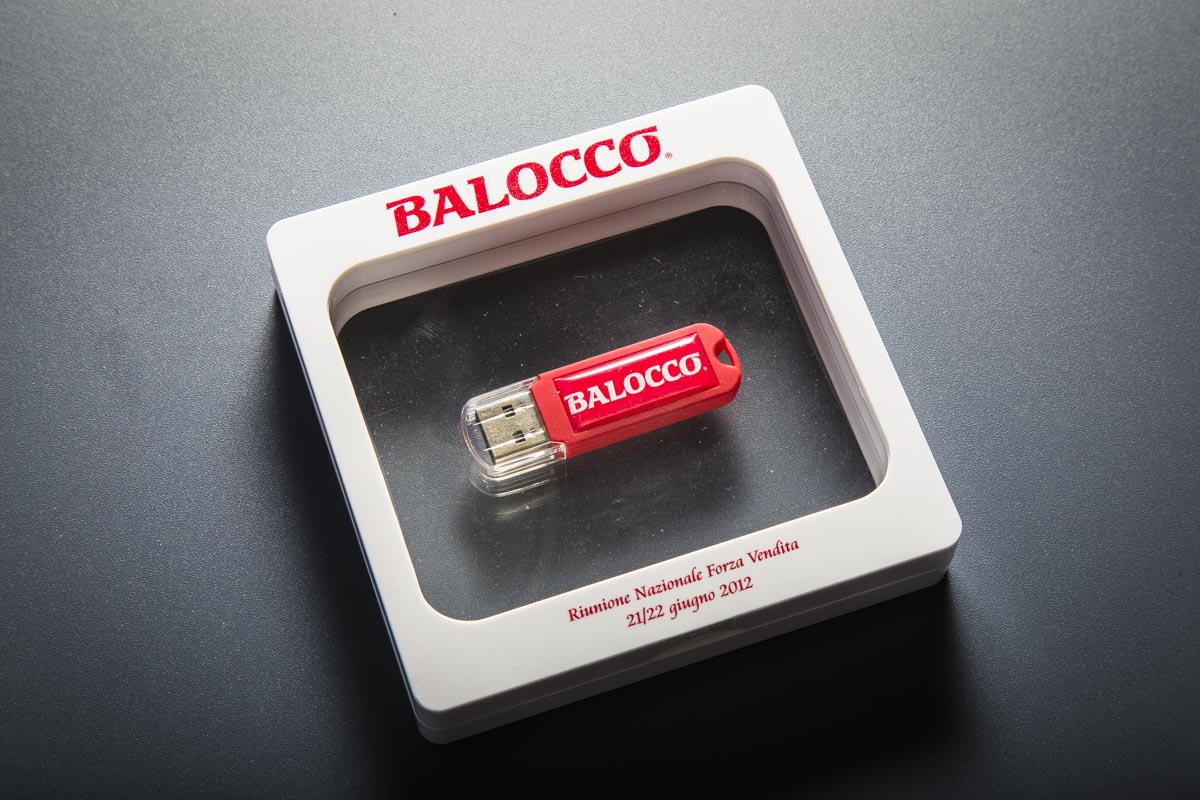 BALOCCO®
BALOCCO®
Riunione Nazionale Forza Vendita
21/22 giugno 2012